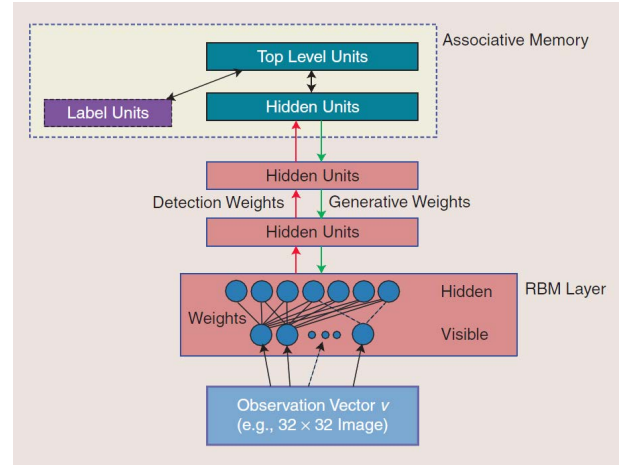 Associative Memory
Top Level Units
Label Units
Hidden Units
Hidden Units
Detection Weights
Generative Weights
Hidden Units
RBM Layer
Hidden
Weights
Visible
Observation Vector v
(e.g., 32 × 32 Image)